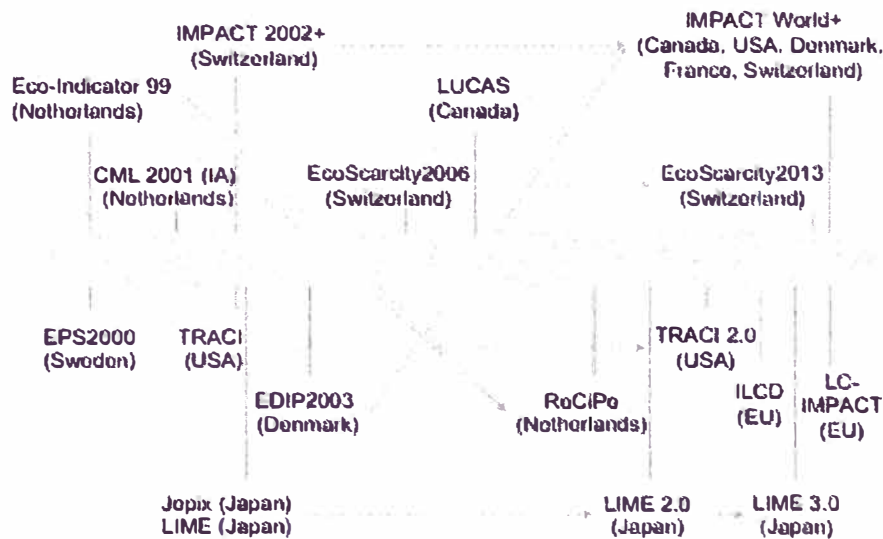 IMPACT 2002+
(Switzerland)
IMPACT World+
(Canada, USA, Denmark,
France, Switzerland)
Eco-Indicator 99
(Netherlands)
LUCAS
(Canada)
CML 2001 (IA)
(Netherlands)
EcoScarcity2006
(Switzerland)
EcoScarcity2013
(Switzerland)
EPS2000
(Sweden)
TRACI
(USA)
TRACI 2.0
(USA)
EDIP2003
(Denmark)
ReCiPe
(Netherlands)
ILCD
(EU)
LC-
IMPACT
(EU)
Jepix (Japan)
LIME (Japan)
LIME 2.0
(Japan)
LIME 3.0
(Japan)